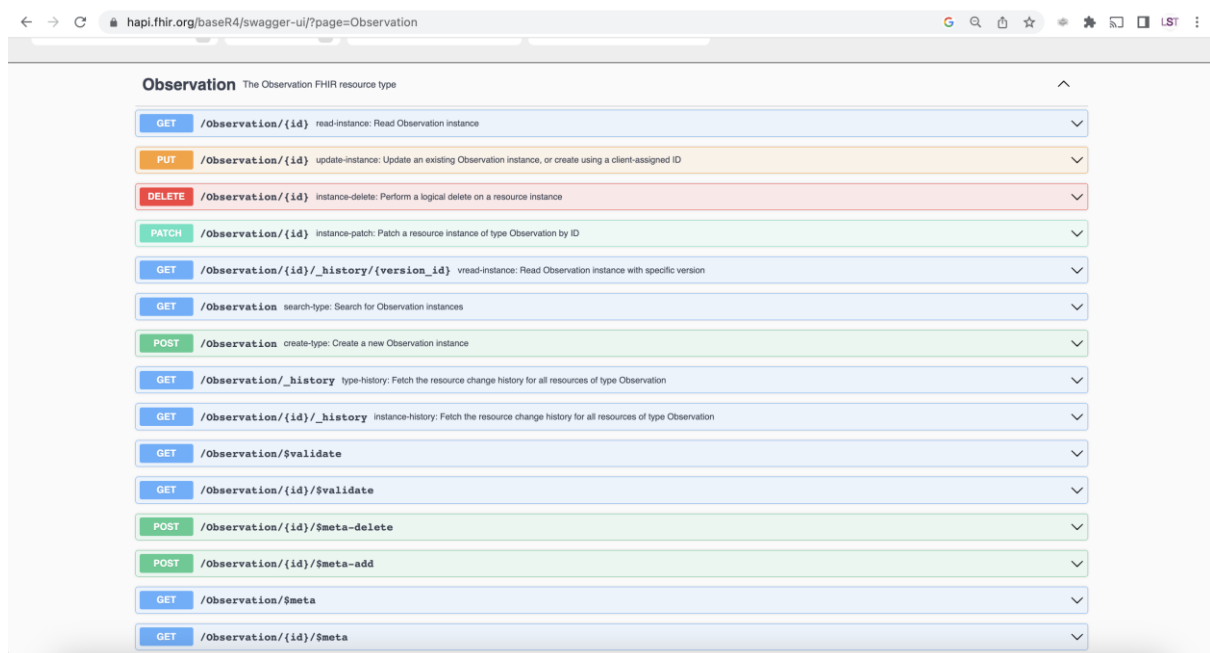 hapi.fhir.org/baseR4/swagger-ui/?page=Observation
LST
Observation The Observation FHIR resource type
GET /Observation/{id} read-instance: Read Observation instance
PUT /Observation/{id} update-instance: Update an existing Observation instance, or create using a client-assigned ID
DELETE /Observation/{id} instance-delete: Perform a logical delete on a resource instance
PATCH /Observation/{id} instance-patch: Patch a resource instance of type Observation by ID
GET /Observation/{id}/_history/{version_id} vread-instance: Read Observation instance with specific version
GET /Observation search-type: Search for Observation instances
POST /Observation create-type: Create a new Observation instance
GET /Observation/_history type-history: Fetch the resource change history for all resources of type Observation
GET /Observation/{id}/_history instance-history: Fetch the resource change history for all resources of type Observation
GET /Observation/$validate
GET /Observation/{id}/$validate
POST /Observation/{id}/$meta-delete
POST /Observation/{id}/$meta-add
GET /Observation/$meta
GET /Observation/{id}/$meta